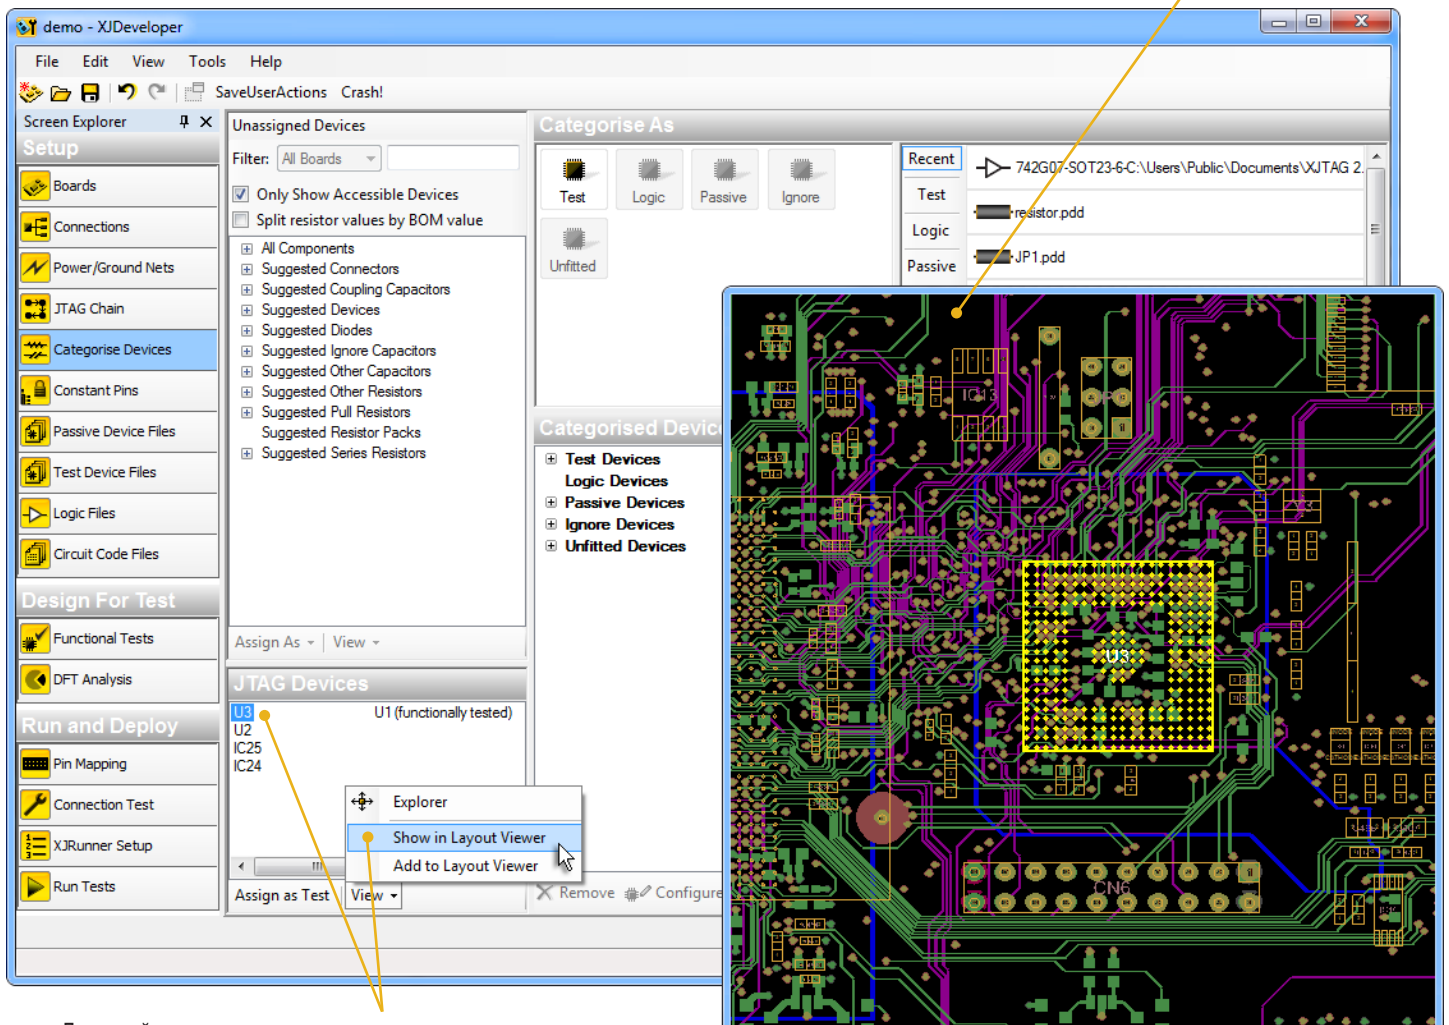 demo - XJDeveloper
File Edit View Tools Help
SaveUserActions Crash!
Screen Explorer
Setup
Boards
Connections
Power/Ground Nets
JTAG Chain
Categorise Devices
Constant Pins
Passive Device Files
Test Device Files
Logic Files
Circuit Code Files
Design For Test
Functional Tests
DFT Analysis
Run and Deploy
Pin Mapping
Connection Test
XJRunner Setup
Run Tests
Unassigned Devices
Filter: All Boards
Only Show Accessible Devices
Split resistor values by BOM value
All Components
Suggested Connectors
Suggested Coupling Capacitors
Suggested Devices
Suggested Diodes
Suggested Ignore Capacitors
Suggested Other Capacitors
Suggested Other Resistors
Suggested Pull Resistors
Suggested Resistor Packs
Suggested Series Resistors
Assign As View
JTAG Devices
U3 U1 (functionally tested)
U2
IC25
IC24
Explorer
Show in Layout Viewer
Add to Layout Viewer
Assign as Test View
Categorise As
Test Logic Passive Ignore
Unfitted
Recent
Test
Logic
Passive
742G07-SOT23-6-C:\Users\Public\Documents\XJTAG 2.
resistor.pdd
JP1.pdd
Categorised Devic
Test Devices
Logic Devices
Passive Devices
Ignore Devices
Unfitted Devices
Remove Configure
IC13
U3
CN6